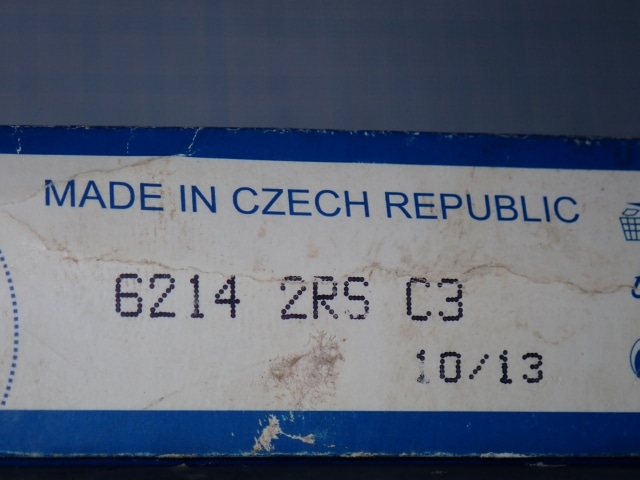 MADE IN CZECH REPUBLIC
6214 2RS C3
10/13